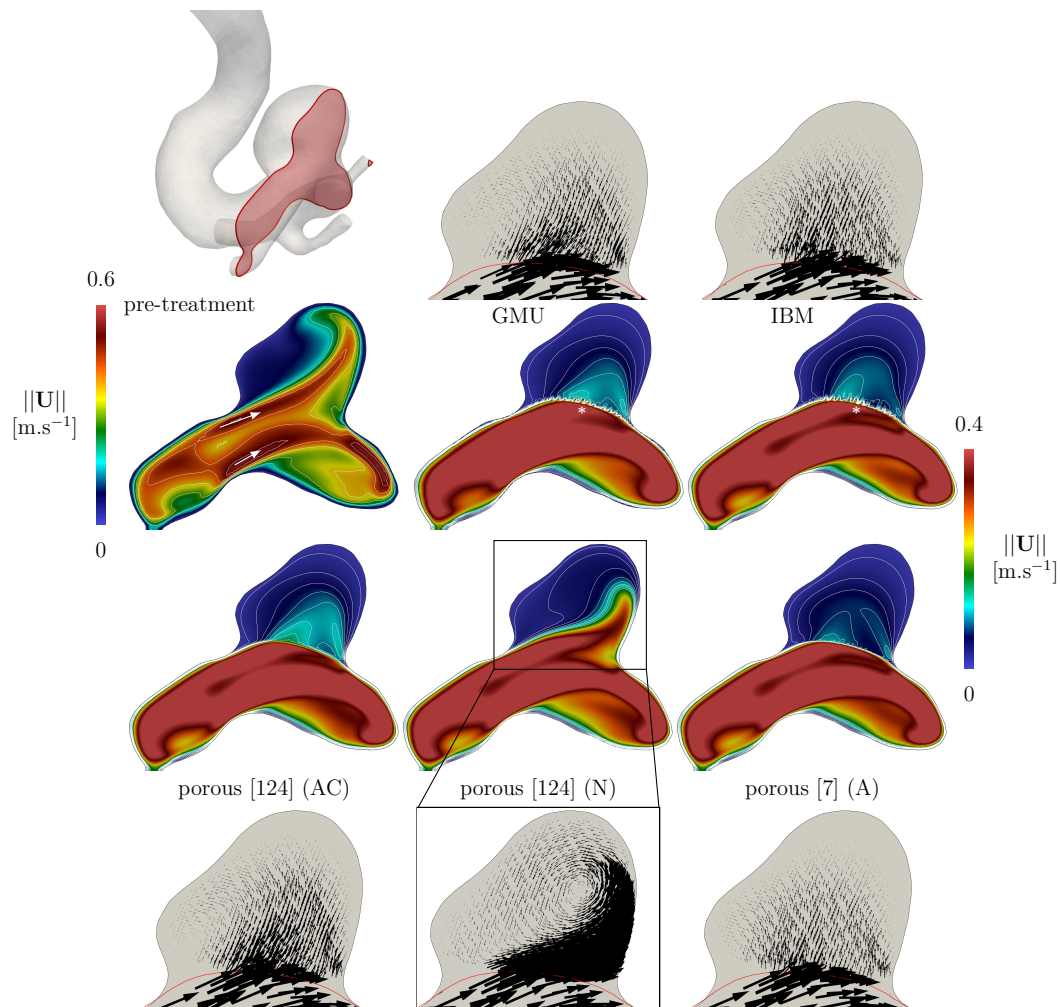 0.6
pre-treatment
GMU
IBM
||U||
[m.s⁻¹]
*
*
0.4
0
||U||
[m.s⁻¹]
0
porous [124] (AC)
porous [124] (N)
porous [7] (A)